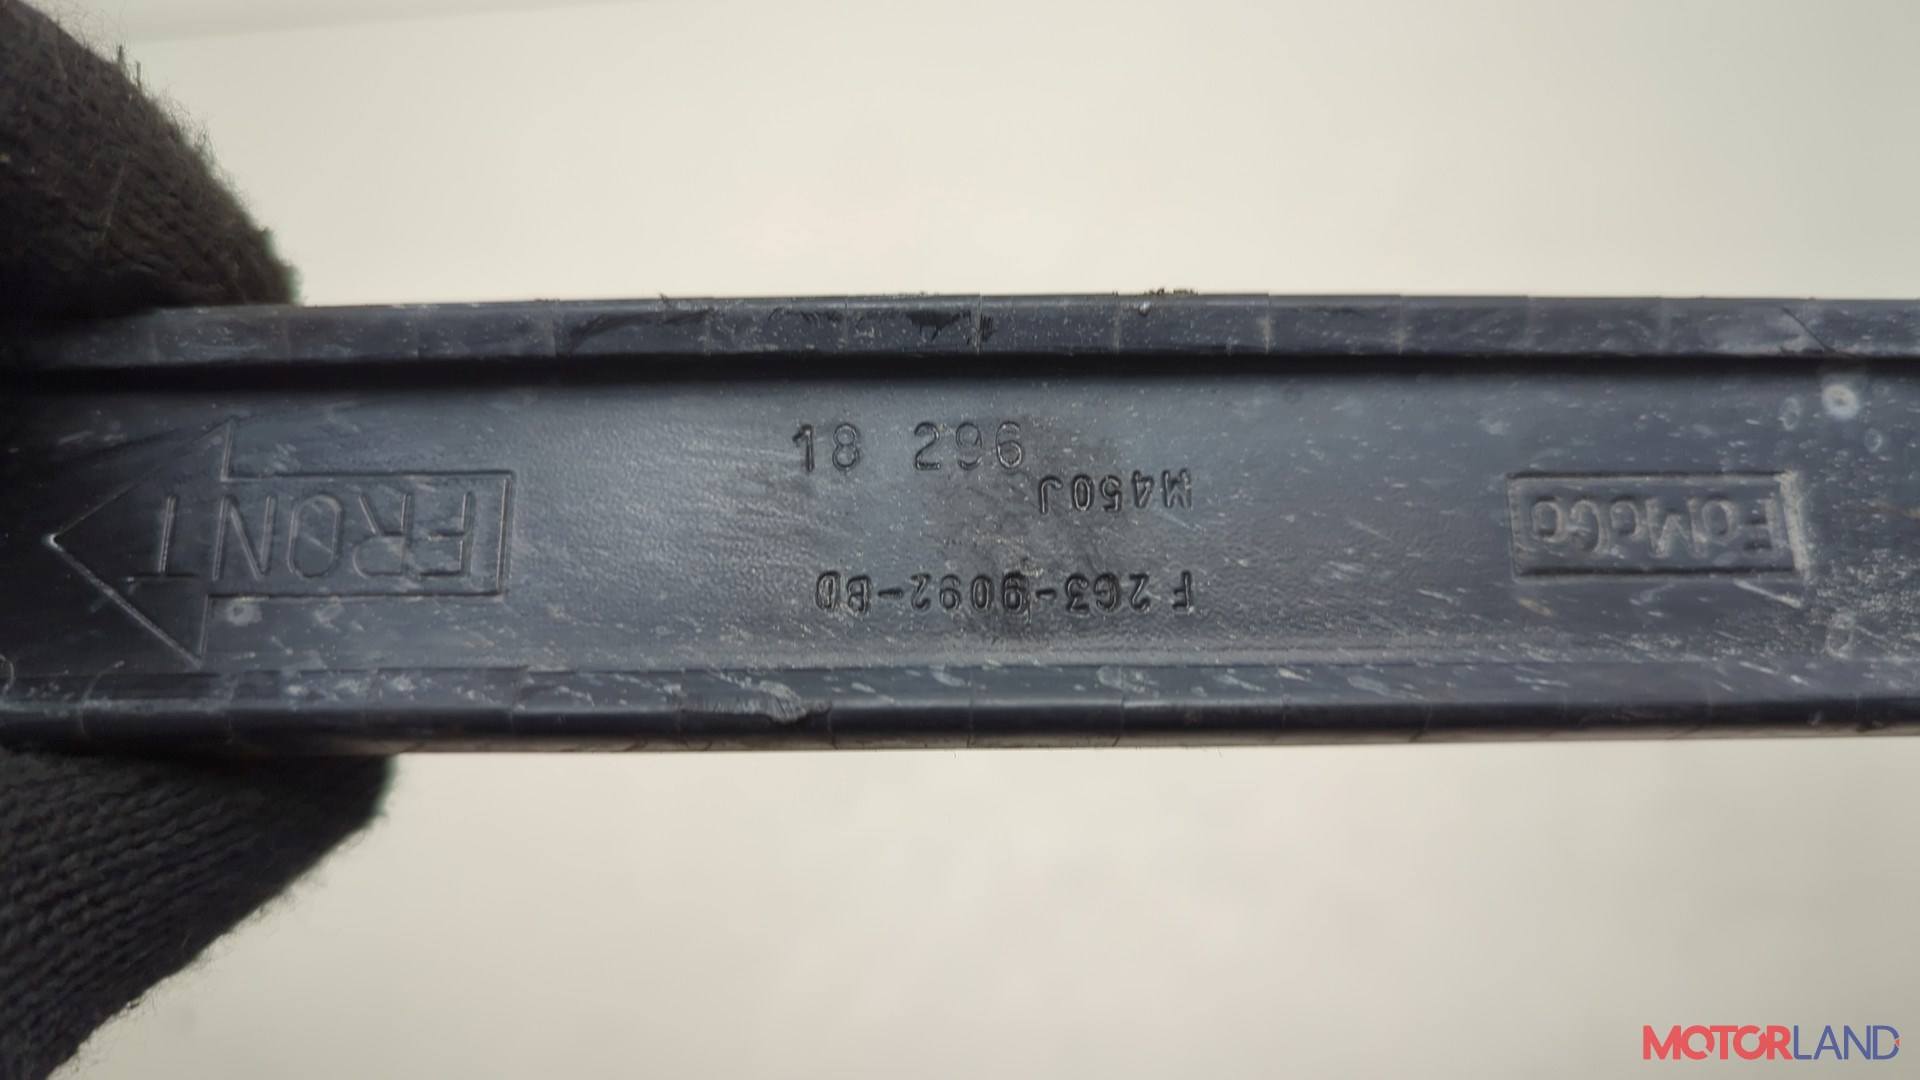 18 296
M450J
F2G3-9092-BD
FRONT
FoMoCo
MOTORLAND